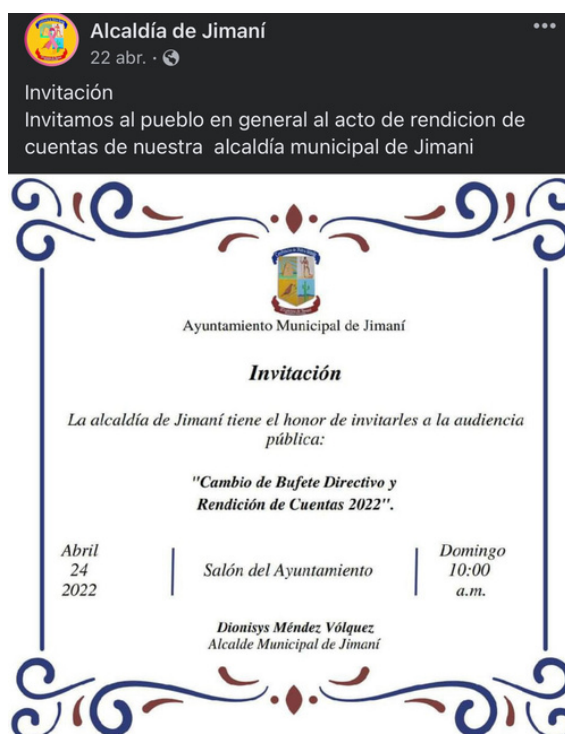 Alcaldía de Jimaní
22 abr. ·
Invitación
Invitamos al pueblo en general al acto de rendicion de
cuentas de nuestra alcaldía municipal de Jimani
Ayuntamiento Municipal de Jimaní
Invitación
La alcaldía de Jimaní tiene el honor de invitarles a la audiencia
pública:
"Cambio de Bufete Directivo y
Rendición de Cuentas 2022".
Abril
24
2022
Salón del Ayuntamiento
Domingo
10:00
a.m.
Dionisys Méndez Vólquez
Alcalde Municipal de Jimaní